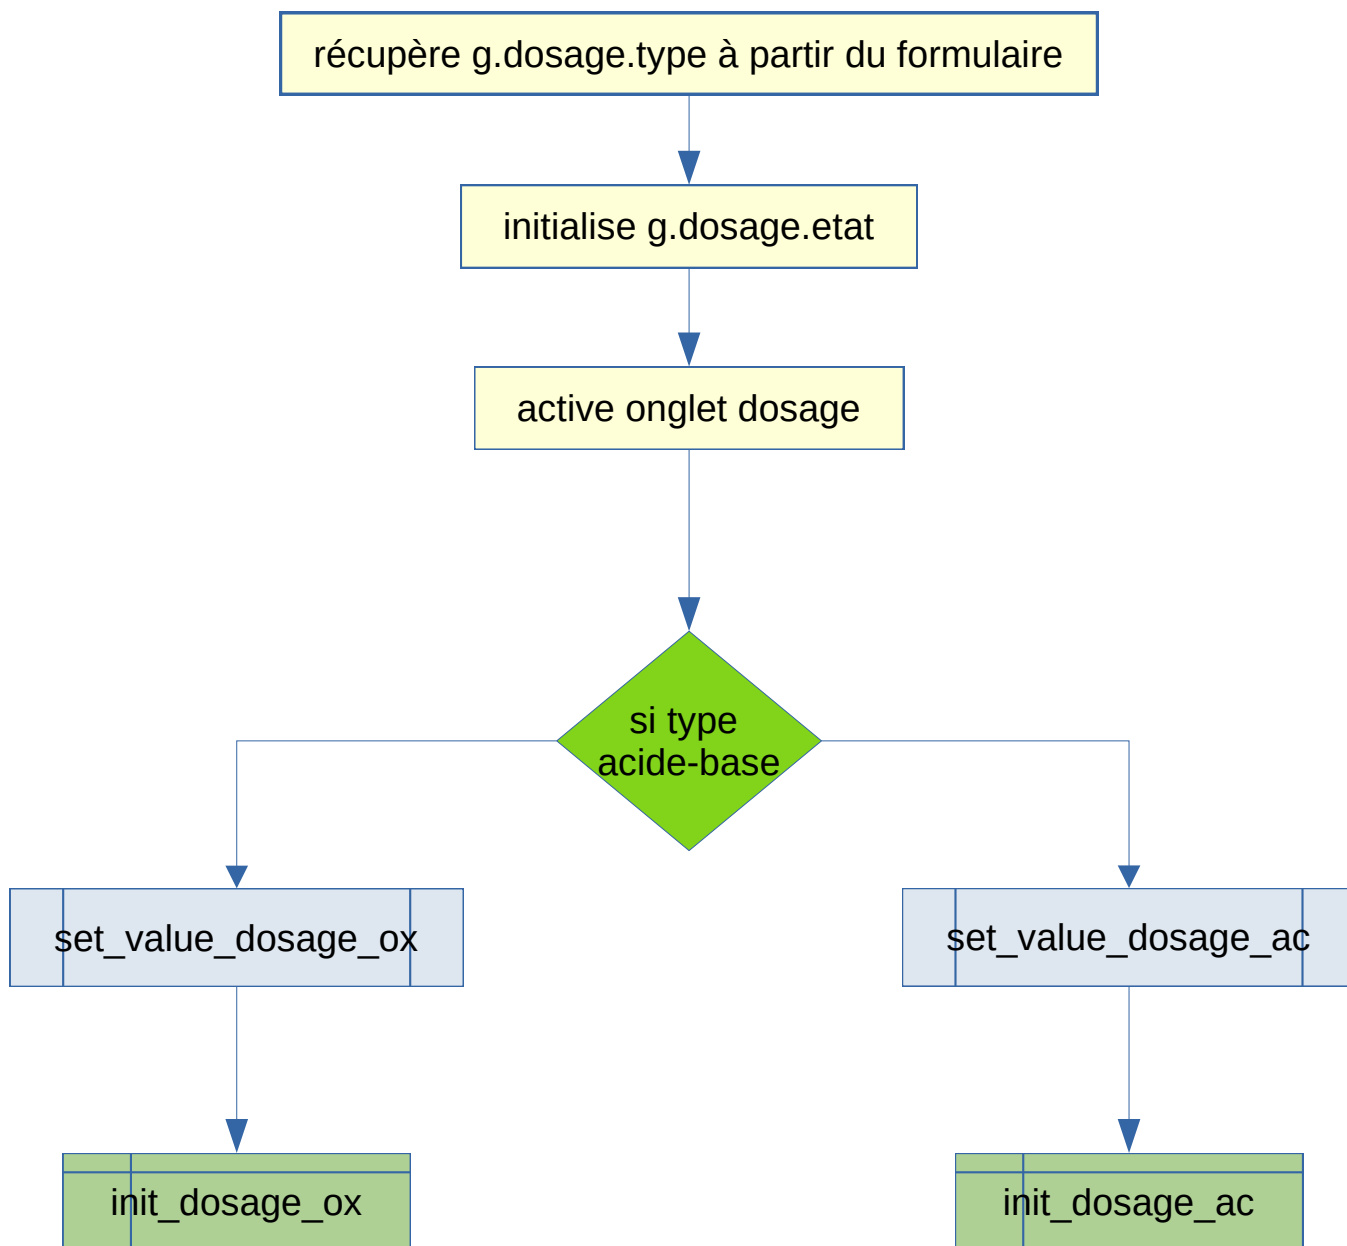 récupère g.dosage.type à partir du formulaire
initialise g.dosage.etat
active onglet dosage
si type
acide-base
set_value_dosage_ox
set_value_dosage_ac
init_dosage_ox
init_dosage_ac